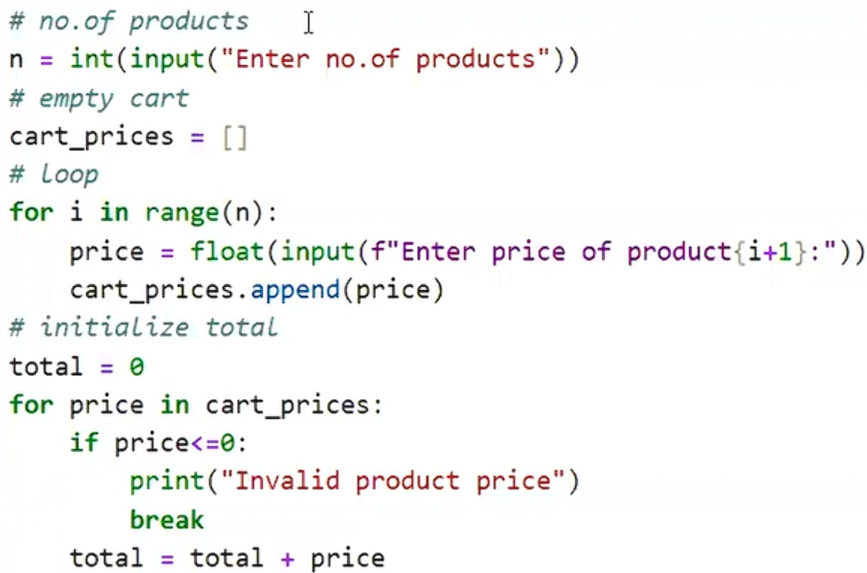 # no.of products
n = int(input("Enter no.of products"))
# empty cart
cart_prices = []
# Loop
for i in range(n):
    price = float(input(f"Enter price of product{i+1}:"))
    cart_prices.append(price)
# initialize total
total = 0
for price in cart_prices:
    if price<=0:
        print("Invalid product price")
        break
    total = total + price